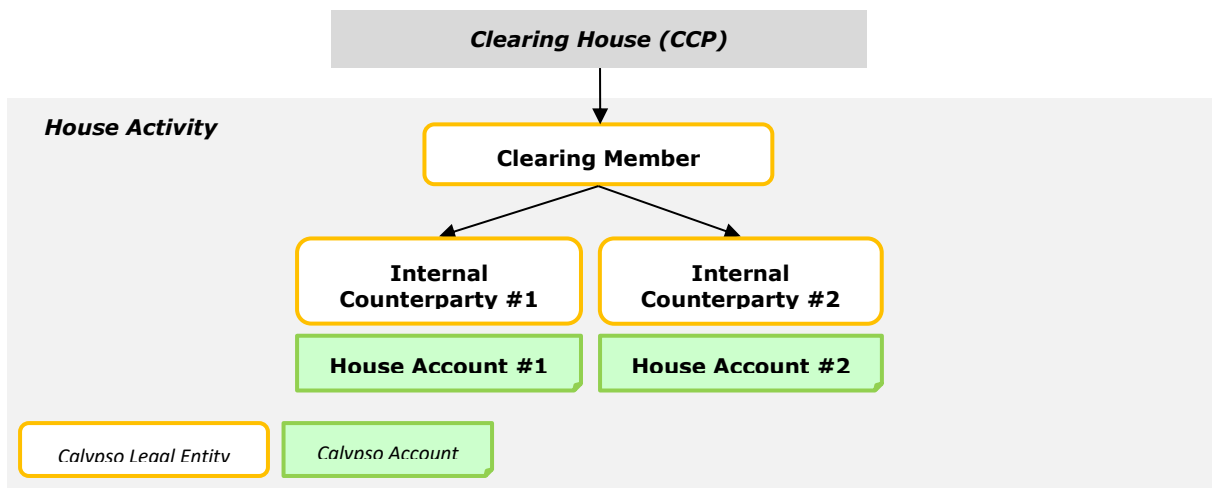 Clearing House (CCP)
House Activity
Clearing Member
Internal
Counterparty #1
Internal
Counterparty #2
House Account #1
House Account #2
Calypso Legal Entity
Calypso Account